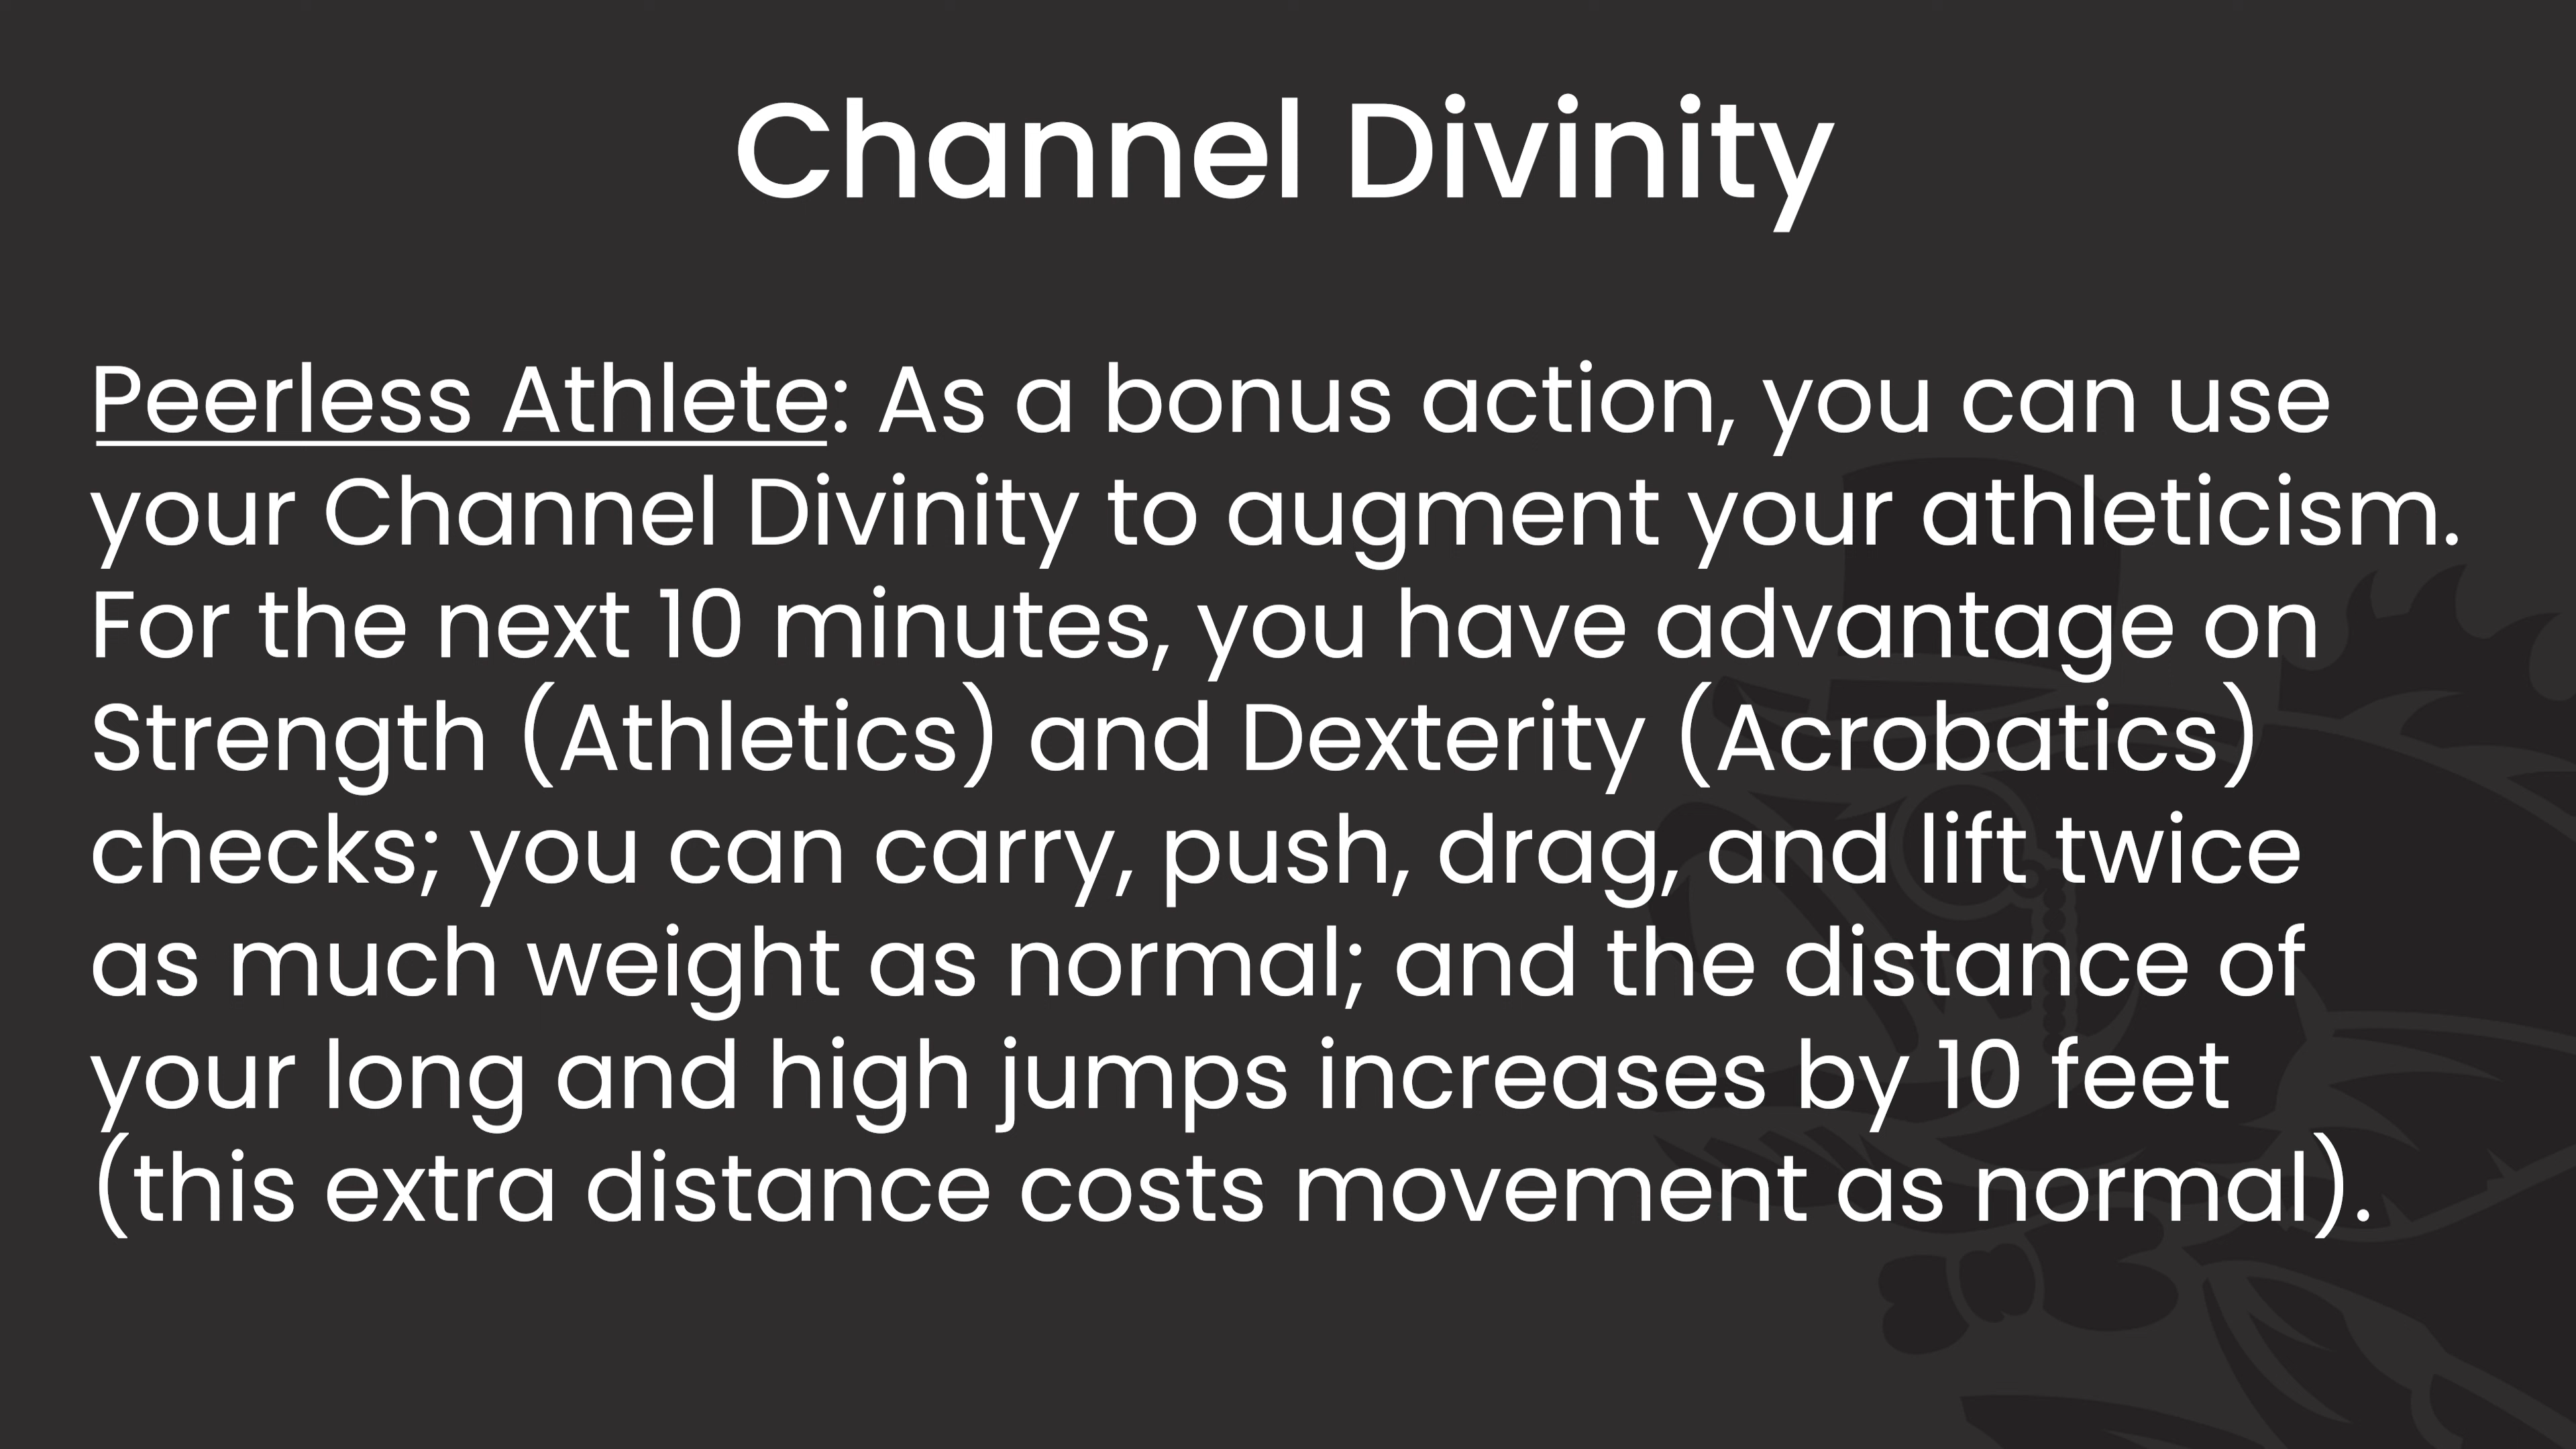 Channel Divinity
Peerless Athlete: As a bonus action, you can use
your Channel Divinity to augment your athleticism.
For the next 10 minutes, you have advantage on
Strength (Athletics) and Dexterity (Acrobatics)
checks; you can carry, push, drag, and lift twice
as much weight as normal; and the distance of
your long and high jumps increases by 10 feet
(this extra distance costs movement as normal).